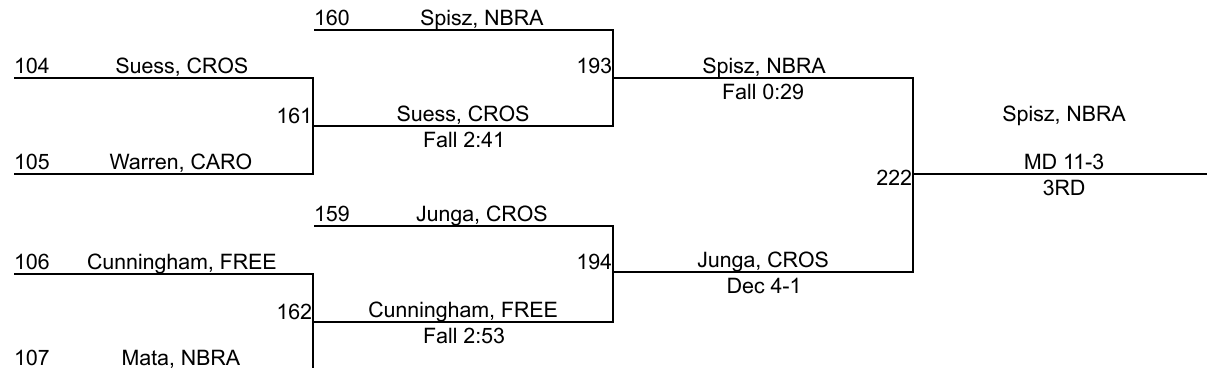 160 Spisz, NBRA
104 Suess, CROS
193 Spisz, NBRA
Fall 0:29
161 Suess, CROS
Fall 2:41
Spisz, NBRA
105 Warren, CARO
MD 11-3
222
3RD
159 Junga, CROS
106 Cunningham, FREE
194 Junga, CROS
Dec 4-1
162 Cunningham, FREE
Fall 2:53
107 Mata, NBRA